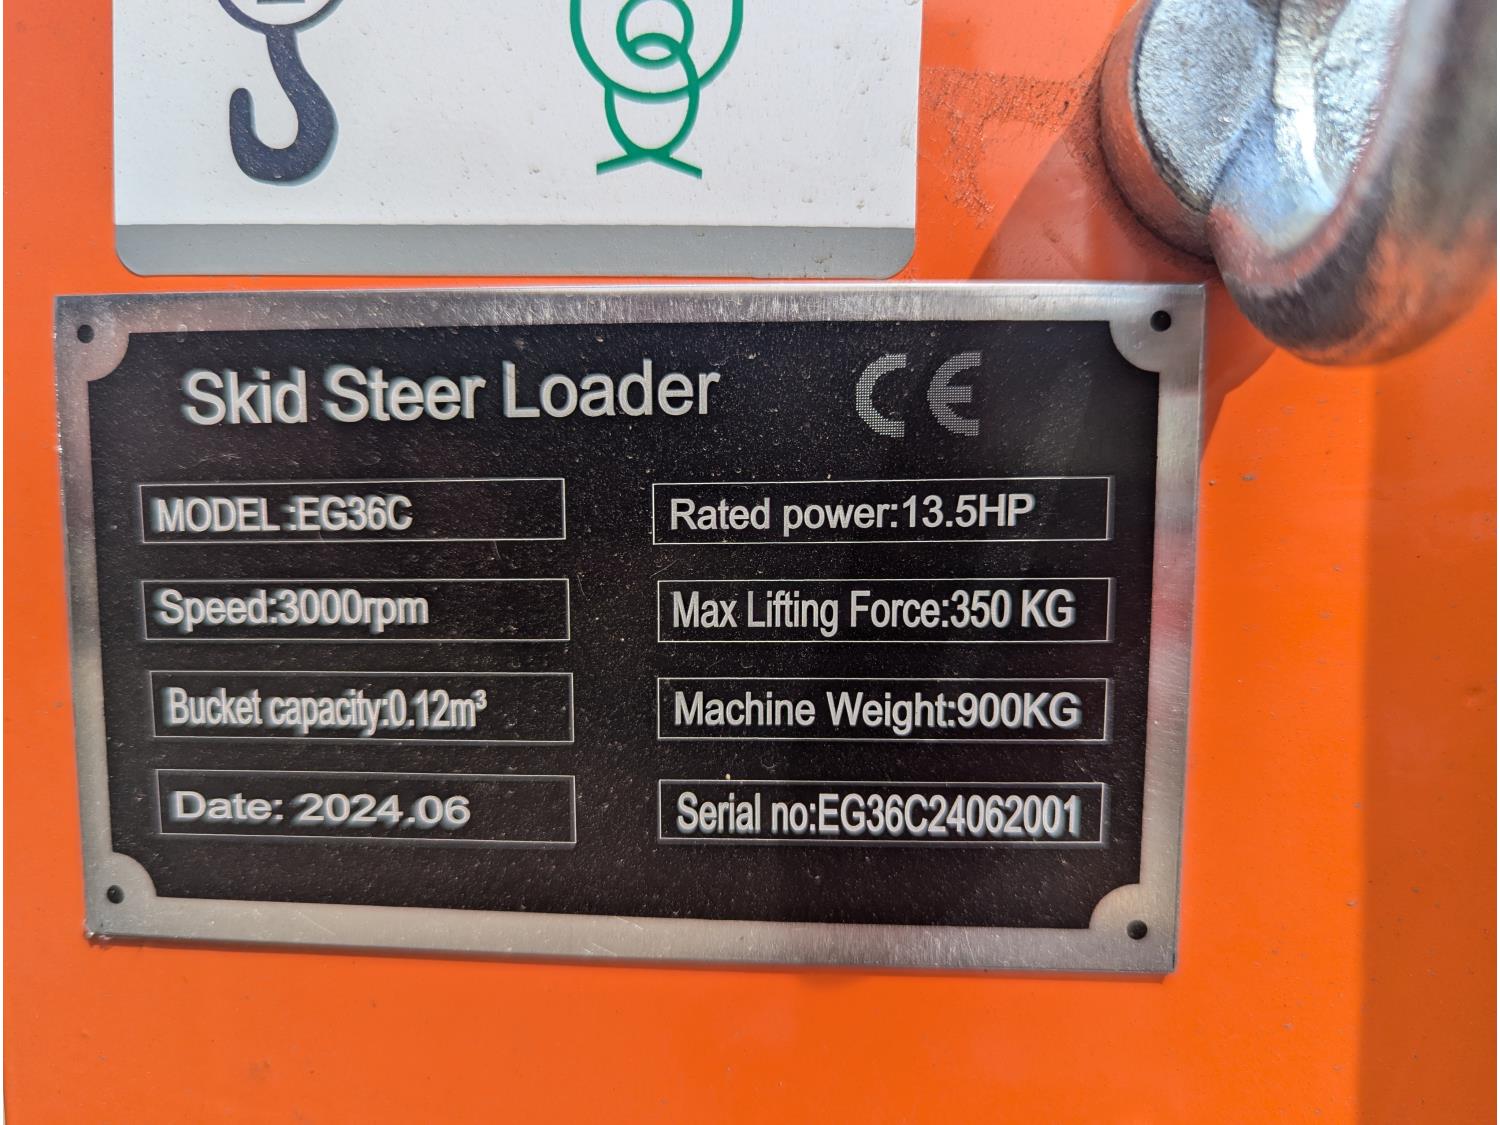 Skid Steer Loader CE
MODEL:EG36C
Rated power:13.5HP
Speed:3000rpm
Max Lifting Force:350 KG
Bucket capacity:0.12m³
Machine Weight:900KG
Date: 2024.06
Serial no:EG36C24062001